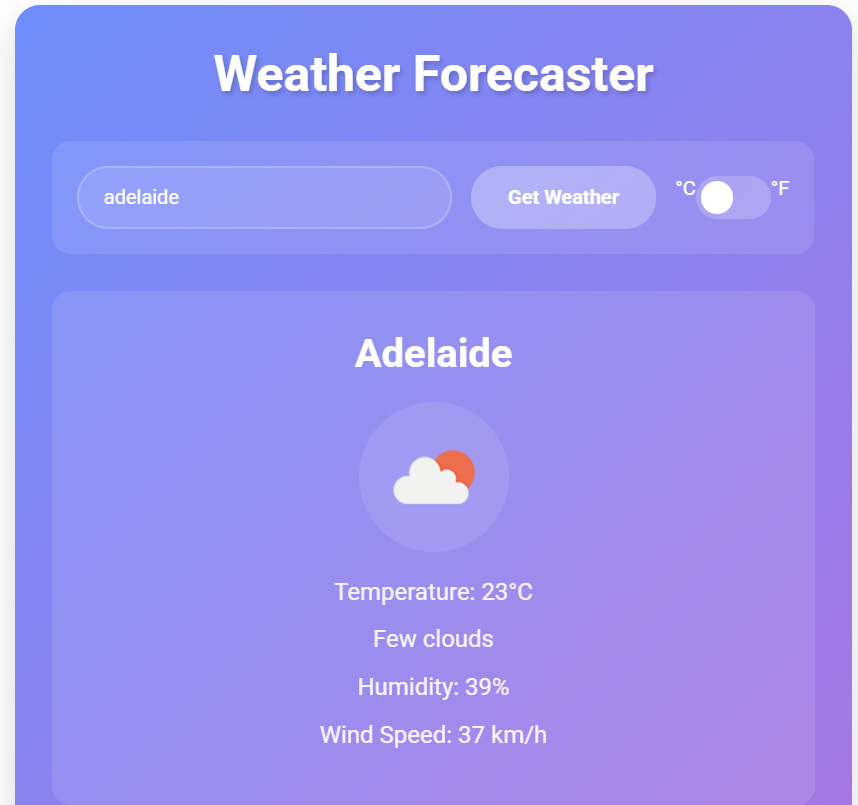 Weather Forecaster
adelaide
Get Weather
°C
°F
Adelaide
Temperature: 23°C
Few clouds
Humidity: 39%
Wind Speed: 37 km/h